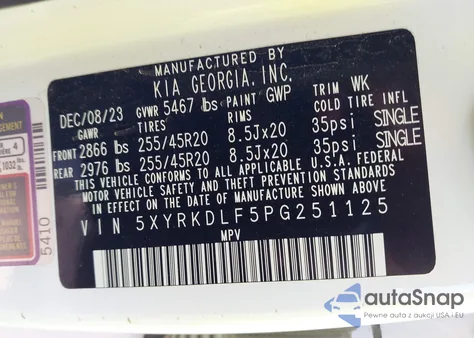 MANUFACTURED BY
KIA GEORGIA, INC.
DEC/08/23 GVWR 5467 lbs PAINT GWP TRIM WK
GAWR TIRES RIMS COLD TIRE INFL
FRONT 2866 lbs 255/45R20 8.5Jx20 35psi SINGLE
REAR 2976 lbs 255/45R20 8.5Jx20 35psi SINGLE
THIS VEHICLE CONFORMS TO ALL APPLICABLE U.S.A. FEDERAL
MOTOR VEHICLE SAFETY AND THEFT PREVENTION STANDARDS
IN EFFECT ON THE DATE OF MANUFACTURE SHOWN ABOVE.
VIN 5XYRKDLF5PG251125
MPV
5410
4
1032
autoSnap
Pewne auta z aukcji USA i EU